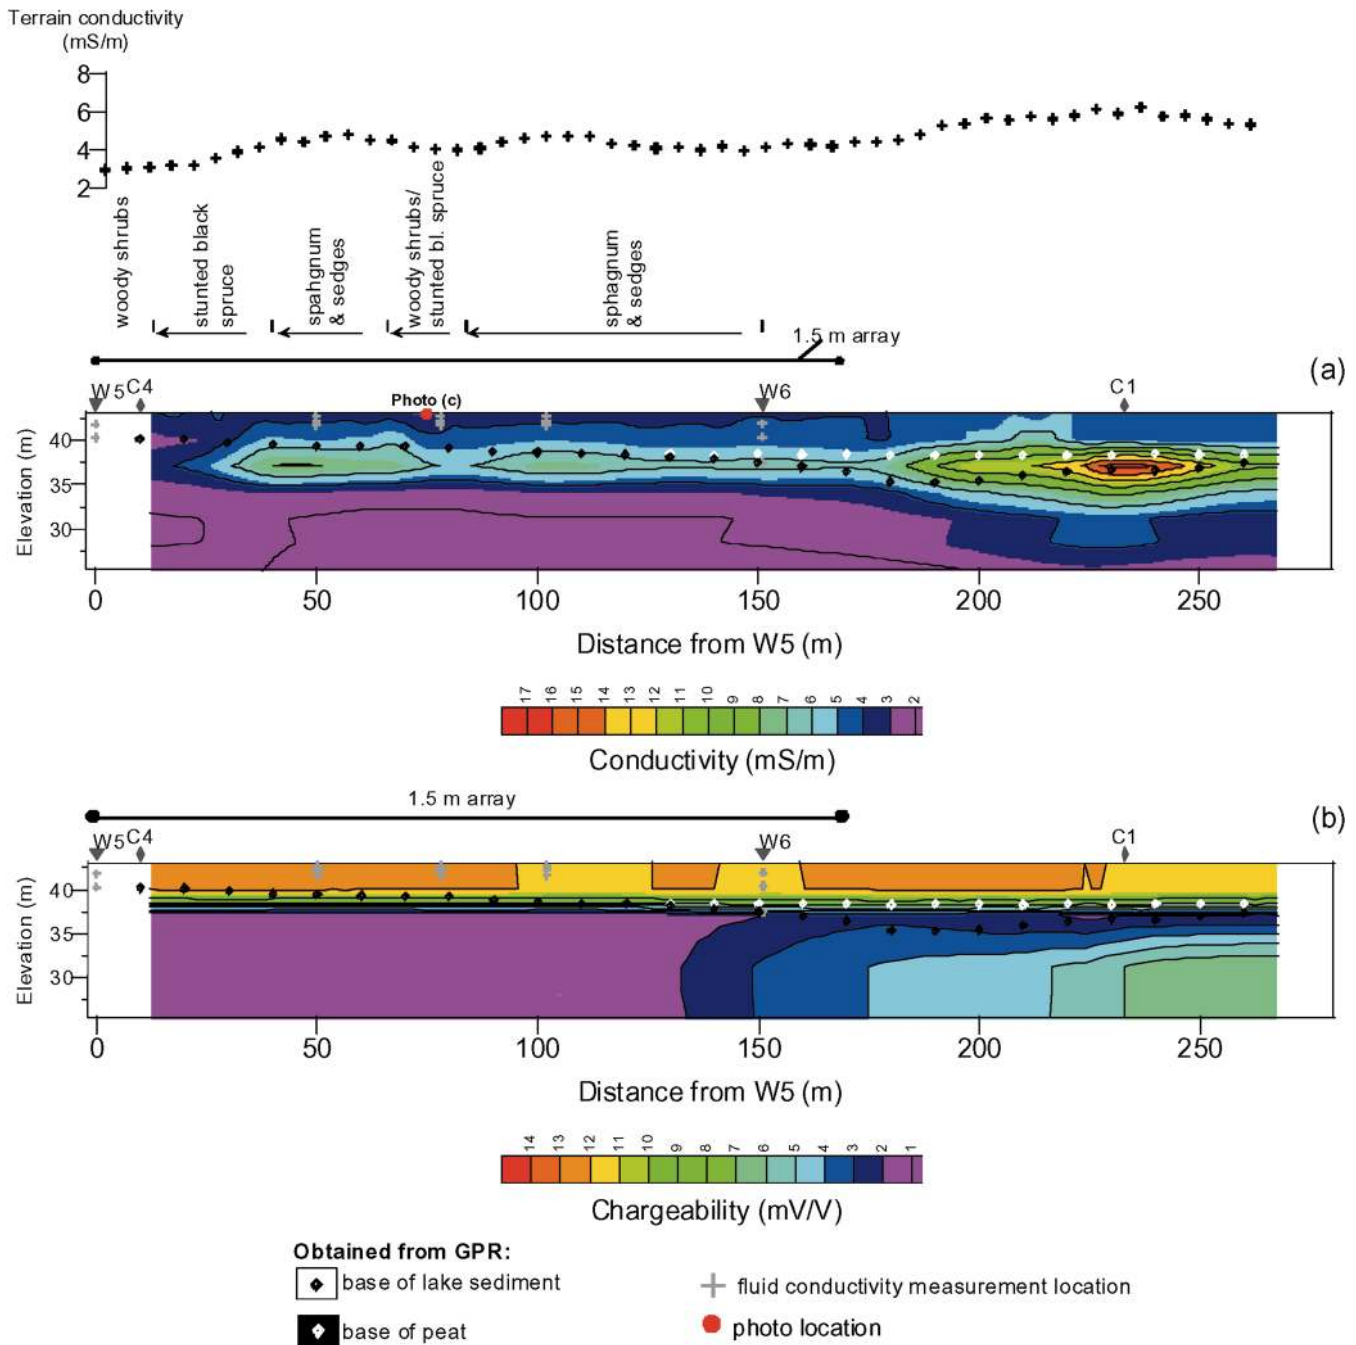 Terrain conductivity
(mS/m)
8
6
4
2
woody shrubs
stunted black
spruce
spahgnum
& sedges
woody shrubs/
stunted bl. spruce
sphagnum
& sedges
1.5 m array
(a)
W5 C4
Photo (c)
W6
C1
Elevation (m)
40
35
30
0 50 100 150 200 250
Distance from W5 (m)
17 16 15 14 13 12 11 10 9 8 7 6 5 4 3 2
Conductivity (mS/m)
1.5 m array
(b)
W5 C4
W6
C1
Elevation (m)
40
35
30
0 50 100 150 200 250
Distance from W5 (m)
14 13 12 11 10 9 8 7 6 5 4 3 2 1
Chargeability (mV/V)
Obtained from GPR:
base of lake sediment
fluid conductivity measurement location
base of peat
photo location